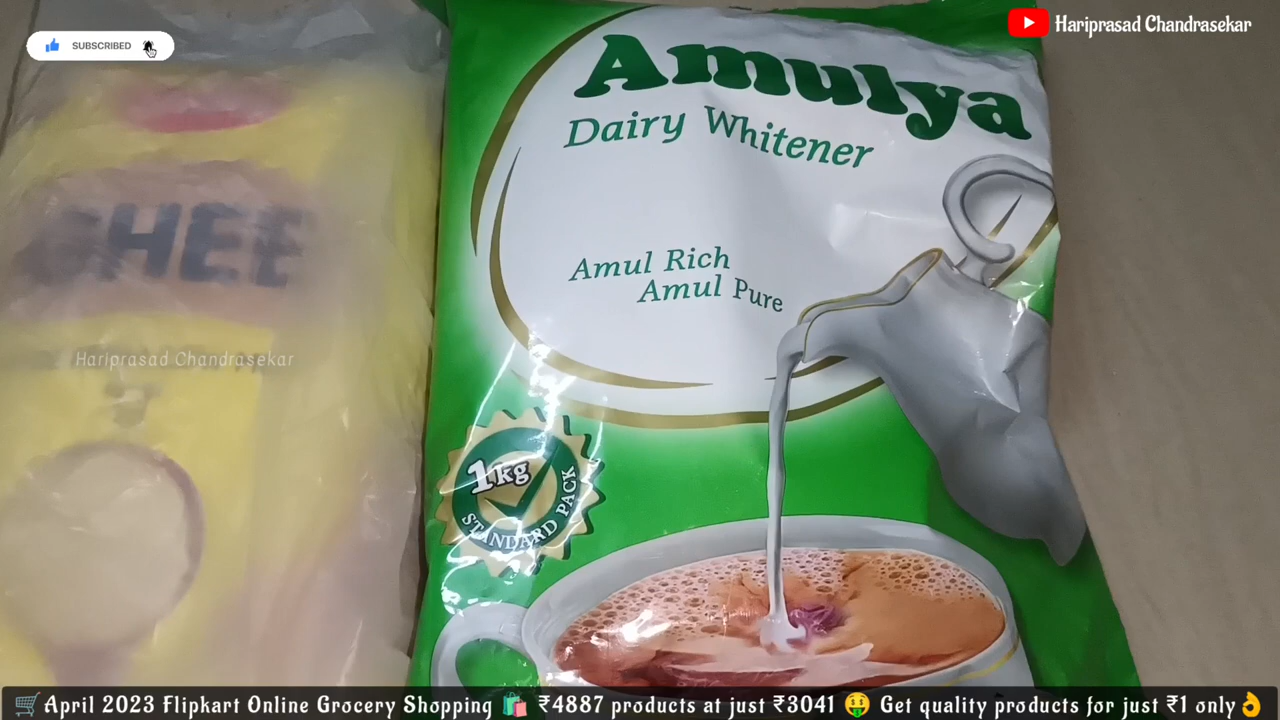 SUBSCRIBED
Hariprasad Chandrasekar
Amulya
Dairy Whitener
Amul Rich
Amul Pure
GHEE
Hariprasad Chandrasekar
1kg
STANDARD PACK
🛒 April 2023 Flipkart Online Grocery Shopping 🛍️ ₹4887 products at just ₹3041 🤑 Get quality products for just ₹1 only👌